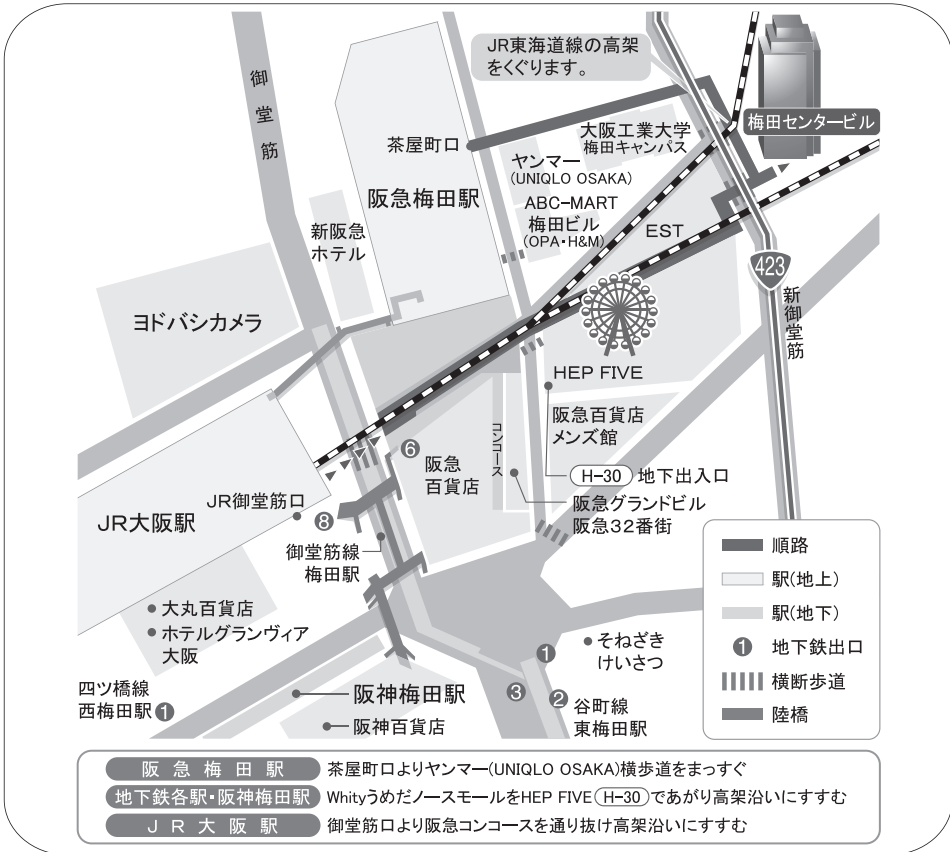 JR東海道線の高架
をくぐります。
御堂筋
梅田センタービル
大阪工業大学
梅田キャンパス
茶屋町口
ヤンマー
(UNIQLO OSAKA)
阪急梅田駅
ABC-MART
梅田ビル
(OPA・H&M)
EST
新阪急
ホテル
423
新御堂筋
ヨドバシカメラ
HEP FIVE
阪急百貨店
メンズ館
コンコース
6
阪急
百貨店
H-30 地下出入口
JR御堂筋口
阪急グランドビル
阪急32番街
JR大阪駅
8
御堂筋線
梅田駅
大丸百貨店
ホテルグランヴィア
大阪
1
そねざき
けいさつ
四ツ橋線
西梅田駅 1
阪神梅田駅
3
2
谷町線
東梅田駅
阪神百貨店
順路
駅(地上)
駅(地下)
1 地下鉄出口
横断歩道
陸橋
阪急梅田駅 茶屋町口よりヤンマー(UNIQLO OSAKA)横歩道をまっすぐ
地下鉄各駅・阪神梅田駅 WhityうめだノースモールをHEP FIVE H-30 であがり高架沿いにすすむ
JR大阪駅 御堂筋口より阪急コンコースを通り抜け高架沿いにすすむ